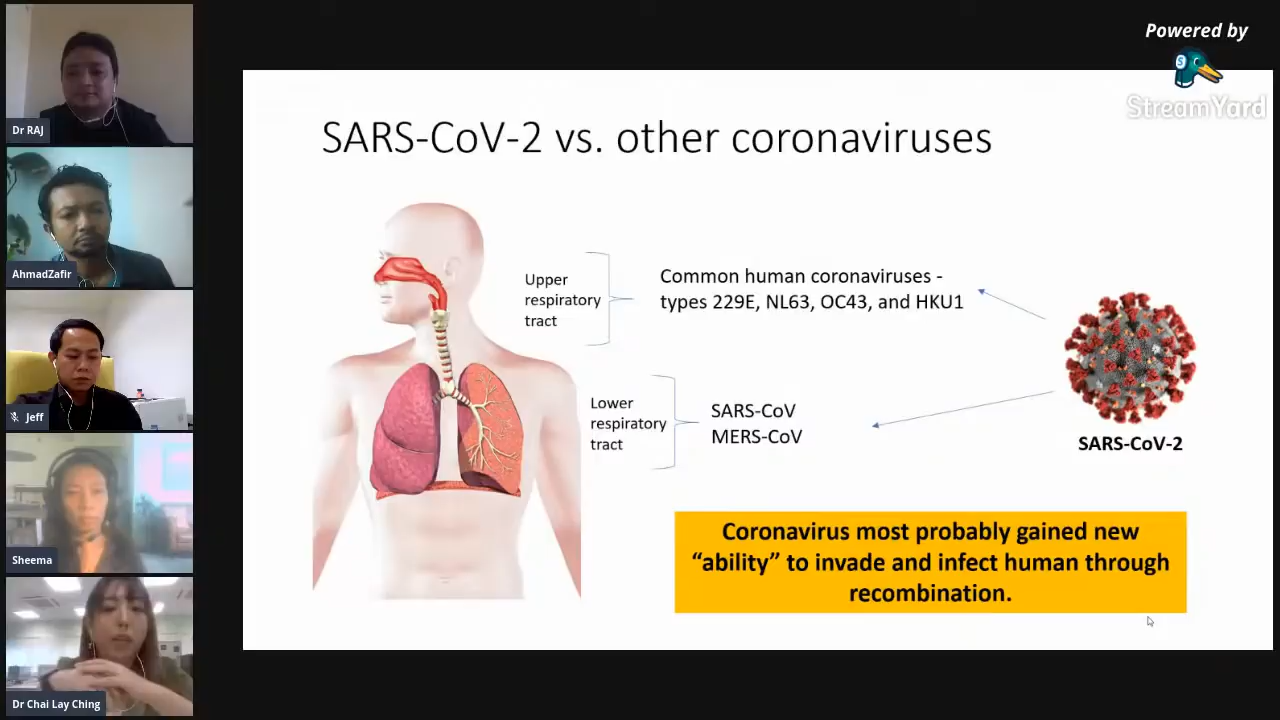 Powered by
StreamYard
Dr RAJ
AhmadZafir
Jeff
Sheema
Dr Chai Lay Ching
SARS-CoV-2 vs. other coronaviruses
Upper
respiratory
tract
Common human coronaviruses -
types 229E, NL63, OC43, and HKU1
Lower
respiratory
tract
SARS-CoV
MERS-CoV
SARS-CoV-2
Coronavirus most probably gained new
“ability” to invade and infect human through
recombination.